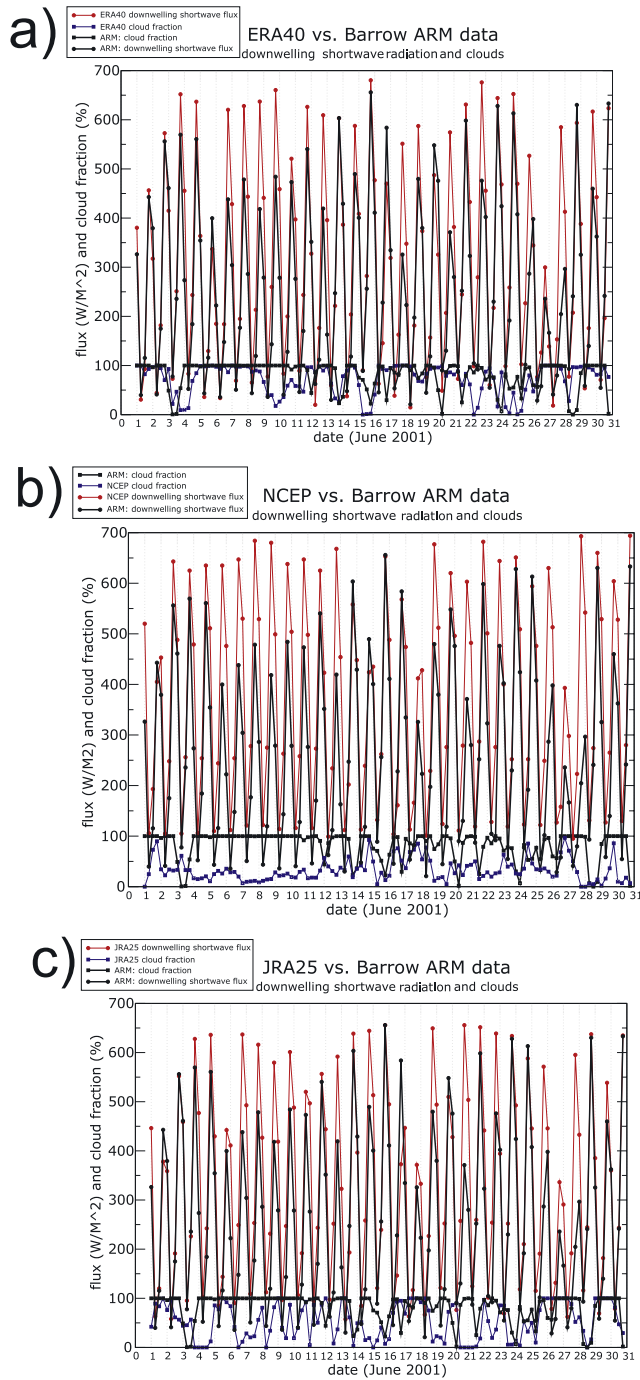 a)
ERA40 downwelling shortwave flux
ERA40 cloud fraction
ARM: cloud fraction
ARM: downwelling shortwave flux
ERA40 vs. Barrow ARM data
downwelling shortwave radiation and clouds
flux (W/M^2) and cloud fraction (%)
700
600
500
400
300
200
100
0
0 1 2 3 4 5 6 7 8 9 10 11 12 13 14 15 16 17 18 19 20 21 22 23 24 25 26 27 28 29 30 31
date (June 2001)
b)
ARM: cloud fraction
NCEP cloud fraction
NCEP downwelling shortwave flux
ARM: downwelling shortwave flux
NCEP vs. Barrow ARM data
downwelling shortwave radiation and clouds
flux (W/M2) and cloud fraction (%)
700
600
500
400
300
200
100
0
0 1 2 3 4 5 6 7 8 9 10 11 12 13 14 15 16 17 18 19 20 21 22 23 24 25 26 27 28 29 30 31
date (June 2001)
c)
JRA25 downwelling shortwave flux
JRA25 cloud fraction
ARM: cloud fraction
ARM: downwelling shortwave flux
JRA25 vs. Barrow ARM data
downwelling shortwave radiation and clouds
flux (W/M^2) and cloud fraction (%)
700
600
500
400
300
200
100
0
0 1 2 3 4 5 6 7 8 9 10 11 12 13 14 15 16 17 18 19 20 21 22 23 24 25 26 27 28 29 30 31
date (June 2001)